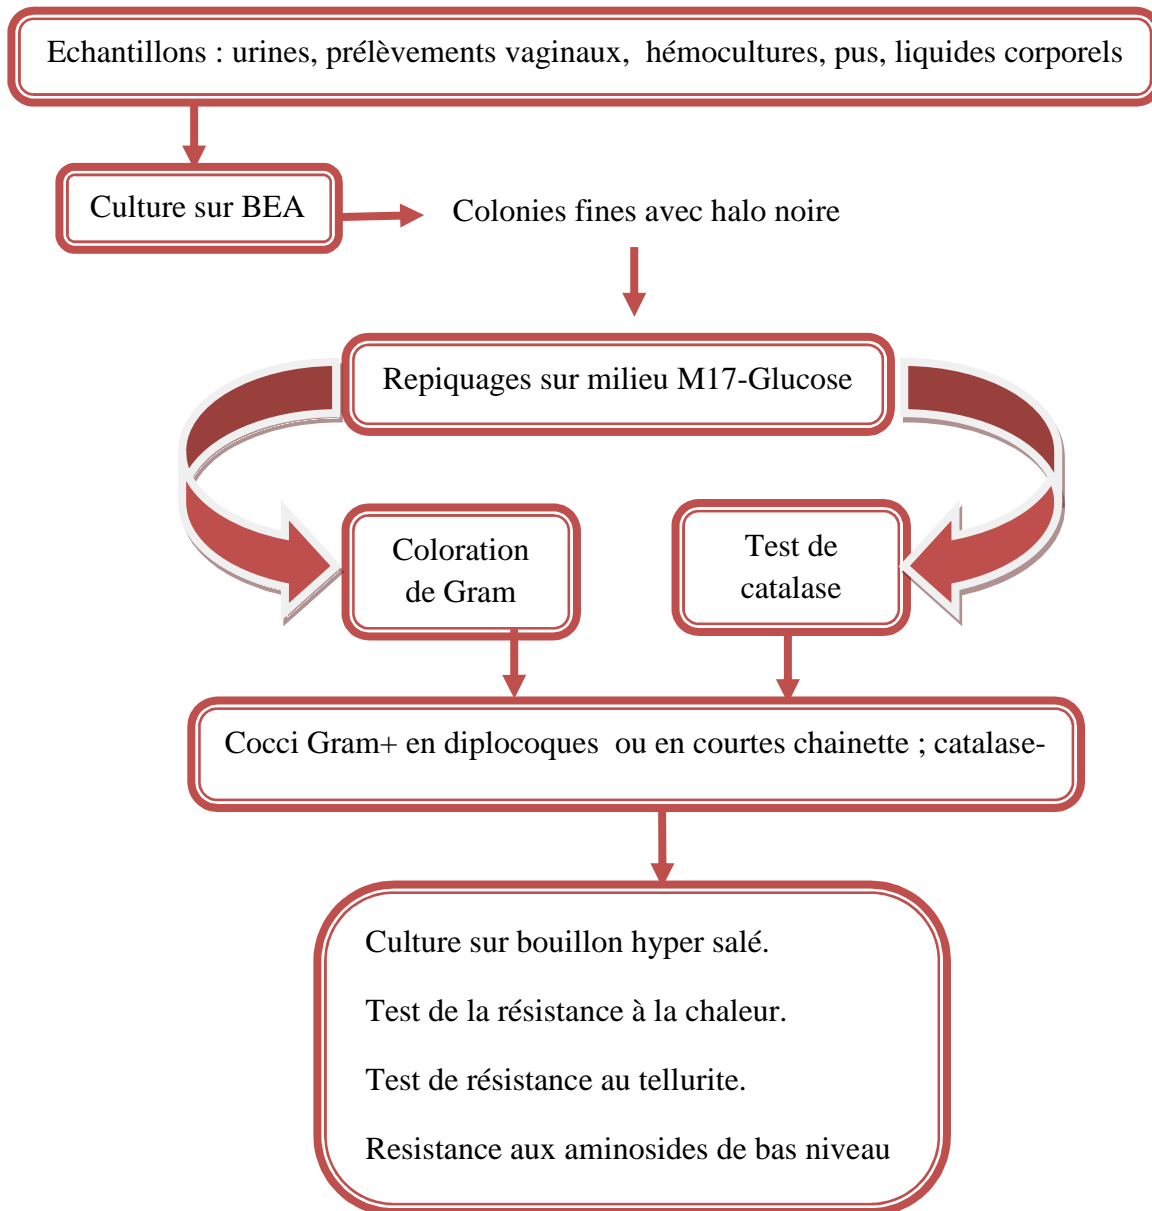 Echantillons : urines, prélèvements vaginaux, hémocultures, pus, liquides corporels
Culture sur BEA
Colonies fines avec halo noire
Repiquages sur milieu M17-Glucose
Coloration
de Gram
Test de
catalase
Cocci Gram+ en diplocoques ou en courtes chainette ; catalase-
Culture sur bouillon hyper salé.
Test de la résistance à la chaleur.
Test de résistance au tellurite.
Resistance aux aminosides de bas niveau